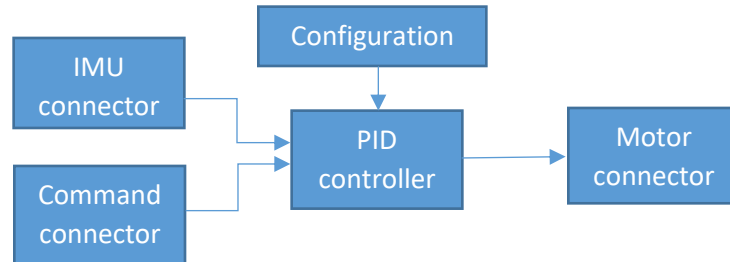 Configuration
IMU
connector
PID
controller
Motor
connector
Command
connector